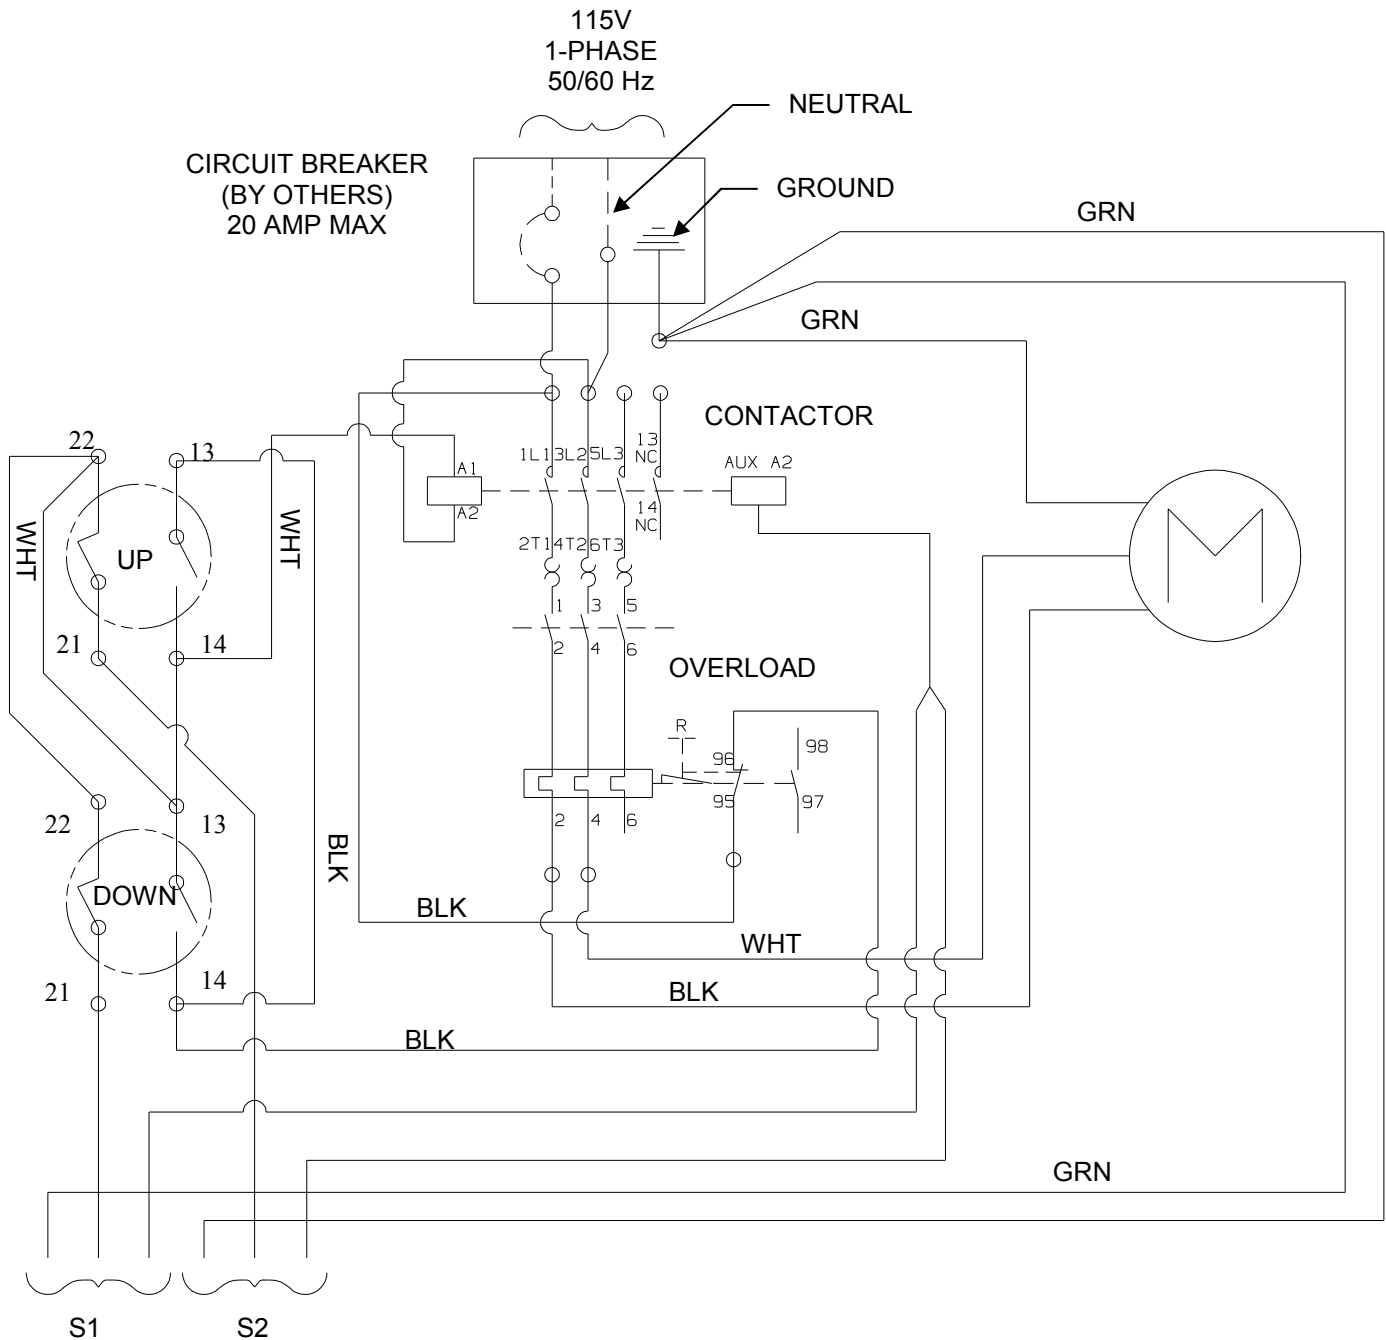 115V
1-PHASE
50/60 Hz
NEUTRAL
CIRCUIT BREAKER
(BY OTHERS)
20 AMP MAX
GROUND
GRN
GRN
CONTACTOR
22
13
1L1 3L2 5L3
13
NC
A1
A2
AUX A2
14
NC
WHT
UP
WHT
2T1 4T2 6T3
1 3 5
2 4 6
21
14
OVERLOAD
R
96
98
95
97
22
13
2 4 6
BLK
DOWN
BLK
WHT
21
14
BLK
BLK
GRN
S1
S2